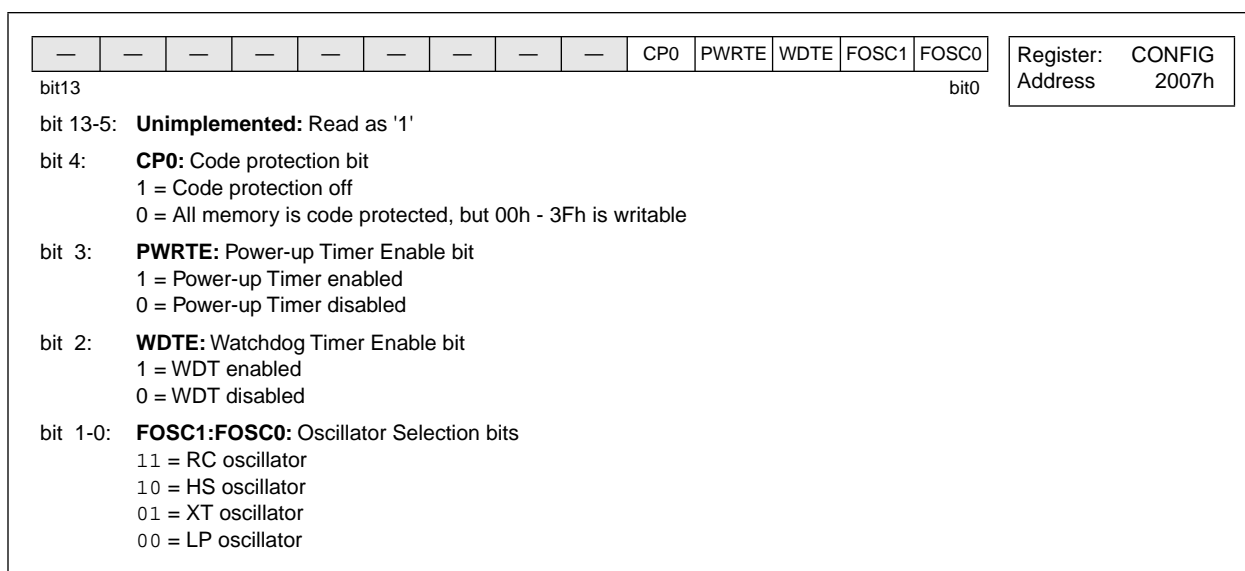 — — — — — — — — — CP0 PWRTE WDTE FOSC1 FOSC0
Register: CONFIG
Address 2007h
bit13 bit0
bit 13-5: Unimplemented: Read as '1'
bit 4: CP0: Code protection bit
1 = Code protection off
0 = All memory is code protected, but 00h - 3Fh is writable
bit 3: PWRTE: Power-up Timer Enable bit
1 = Power-up Timer enabled
0 = Power-up Timer disabled
bit 2: WDTE: Watchdog Timer Enable bit
1 = WDT enabled
0 = WDT disabled
bit 1-0: FOSC1:FOSC0: Oscillator Selection bits
11 = RC oscillator
10 = HS oscillator
01 = XT oscillator
00 = LP oscillator